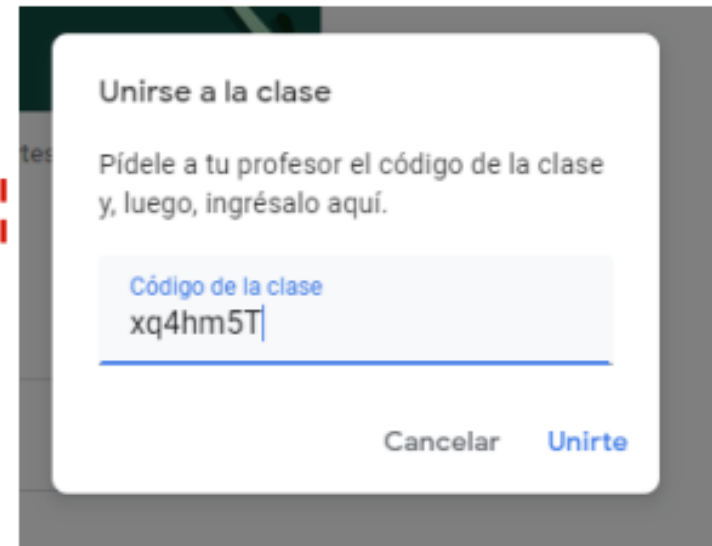 Unirse a la clase
Pídele a tu profesor el código de la clase
y, luego, ingrésalo aquí.
Código de la clase
xq4hm5T
Cancelar Unirte